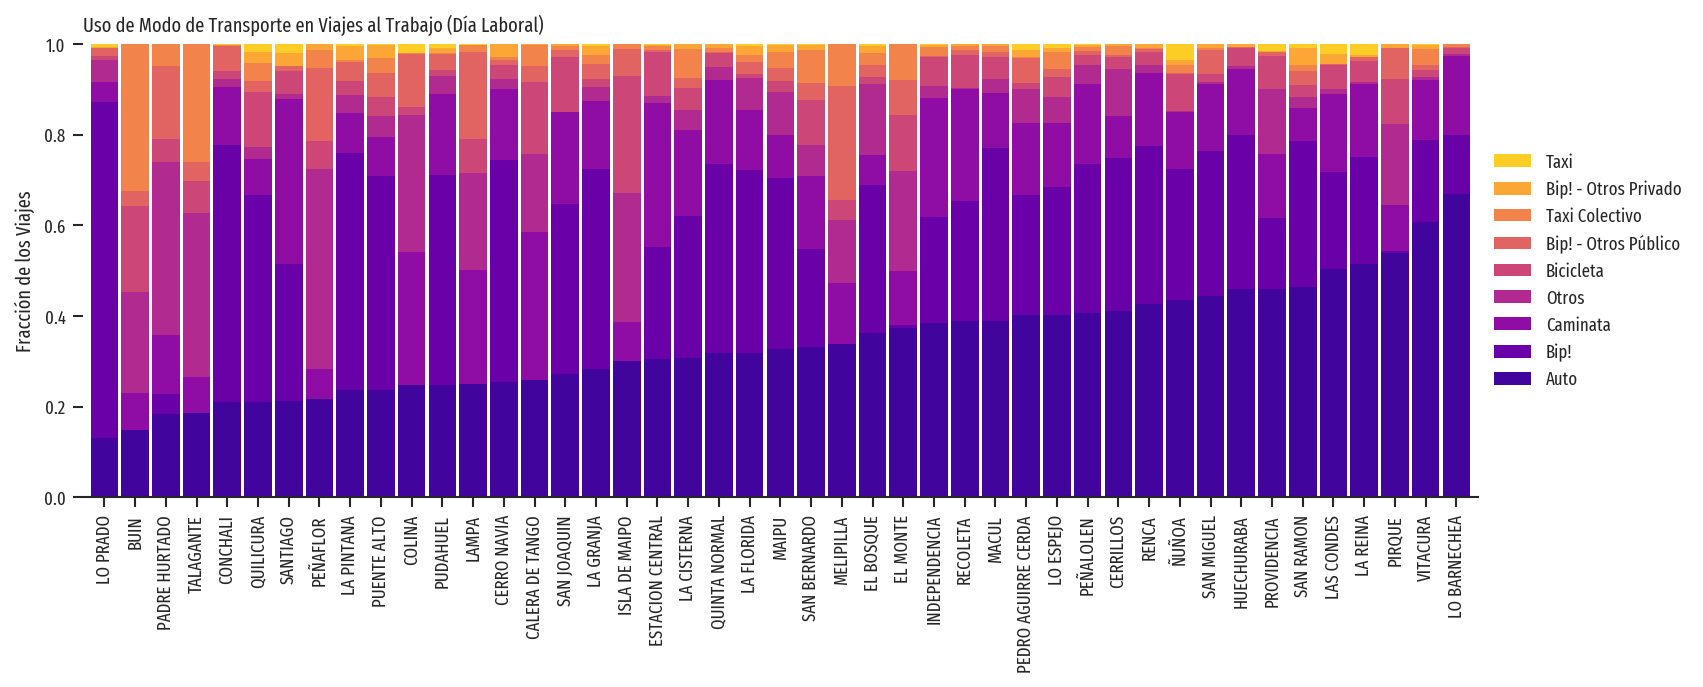 Uso de Modo de Transporte en Viajes al Trabajo (Día Laboral)
Fracción de los Viajes
1.0
0.8
0.6
0.4
0.2
0.0
LO PRADO
BUIN
PADRE HURTADO
TALAGANTE
CONCHALI
QUILICURA
SANTIAGO
PEÑAFLOR
LA PINTANA
PUENTE ALTO
COLINA
PUDAHUEL
LAMPA
CERRO NAVIA
CALERA DE TANGO
SAN JOAQUIN
LA GRANJA
ISLA DE MAIPO
ESTACION CENTRAL
LA CISTERNA
QUINTA NORMAL
LA FLORIDA
MAIPU
SAN BERNARDO
MELIPILLA
EL BOSQUE
EL MONTE
INDEPENDENCIA
RECOLETA
MACUL
PEDRO AGUIRRE CERDA
LO ESPEJO
PEÑALOLEN
CERRILLOS
RENCA
ÑUÑOA
SAN MIGUEL
HUECHURABA
PROVIDENCIA
SAN RAMON
LAS CONDES
LA REINA
PIRQUE
VITACURA
LO BARNECHEA
Taxi
Bip! - Otros Privado
Taxi Colectivo
Bip! - Otros Público
Bicicleta
Otros
Caminata
Bip!
Auto